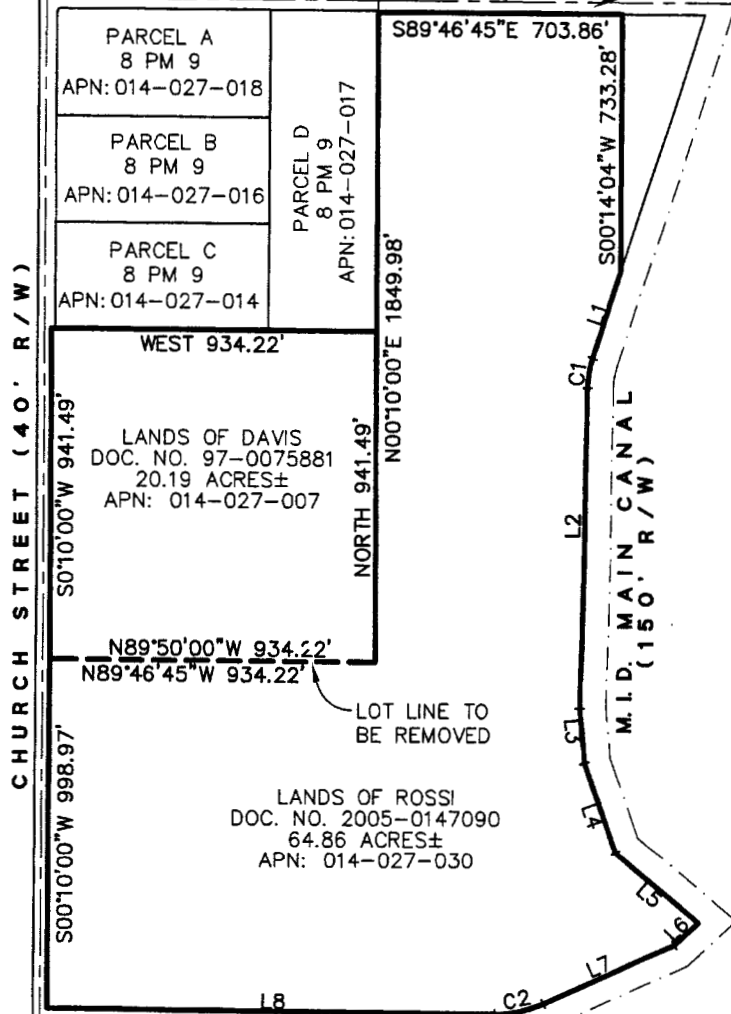 PARCEL A
8 PM 9
APN: 014-027-018
PARCEL B
8 PM 9
APN: 014-027-016
PARCEL C
8 PM 9
APN: 014-027-014
PARCEL D
8 PM 9
APN: 014-027-017
S89°46'45"E 703.86'
S00°14'04"W 733.28'
N00°10'00"E 1849.98'
L1
C1
WEST 934.22'
CHURCH STREET (40' R/W)
S0°10'00"W 941.49'
LANDS OF DAVIS
DOC. NO. 97-0075881
20.19 ACRES±
APN: 014-027-007
NORTH 941.49'
L2
M.I.D. MAIN CANAL
(150' R/W)
N89°50'00"W 934.22'
N89°46'45"W 934.22'
LOT LINE TO
BE REMOVED
L3
S00°10'00"W 998.97'
LANDS OF ROSSI
DOC. NO. 2005-0147090
64.86 ACRES±
APN: 014-027-030
L4
L5
L6
L7
C2
L8